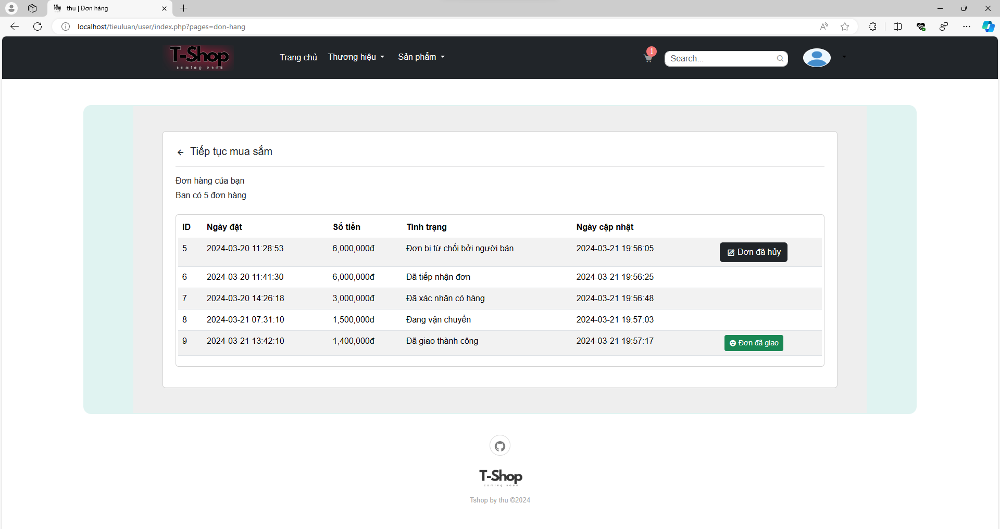 thu | Đơn hàng
localhost/tieuluan/user/index.php?pages=don-hang
T-Shop
coming soon
Trang chủ Thương hiệu Sản phẩm
1
Search...
Tiếp tục mua sắm
Đơn hàng của bạn
Bạn có 5 đơn hàng
ID Ngày đặt Số tiền Tình trạng Ngày cập nhật
5 2024-03-20 11:28:53 6,000,000đ Đơn bị từ chối bởi người bán 2024-03-21 19:56:05 Đơn đã hủy
6 2024-03-20 11:41:30 6,000,000đ Đã tiếp nhận đơn 2024-03-21 19:56:25
7 2024-03-20 14:26:18 3,000,000đ Đã xác nhận có hàng 2024-03-21 19:56:48
8 2024-03-21 07:31:10 1,500,000đ Đang vận chuyển 2024-03-21 19:57:03
9 2024-03-21 13:42:10 1,400,000đ Đã giao thành công 2024-03-21 19:57:17 Đơn đã giao
T-Shop
coming soon
Tshop by thu ©2024